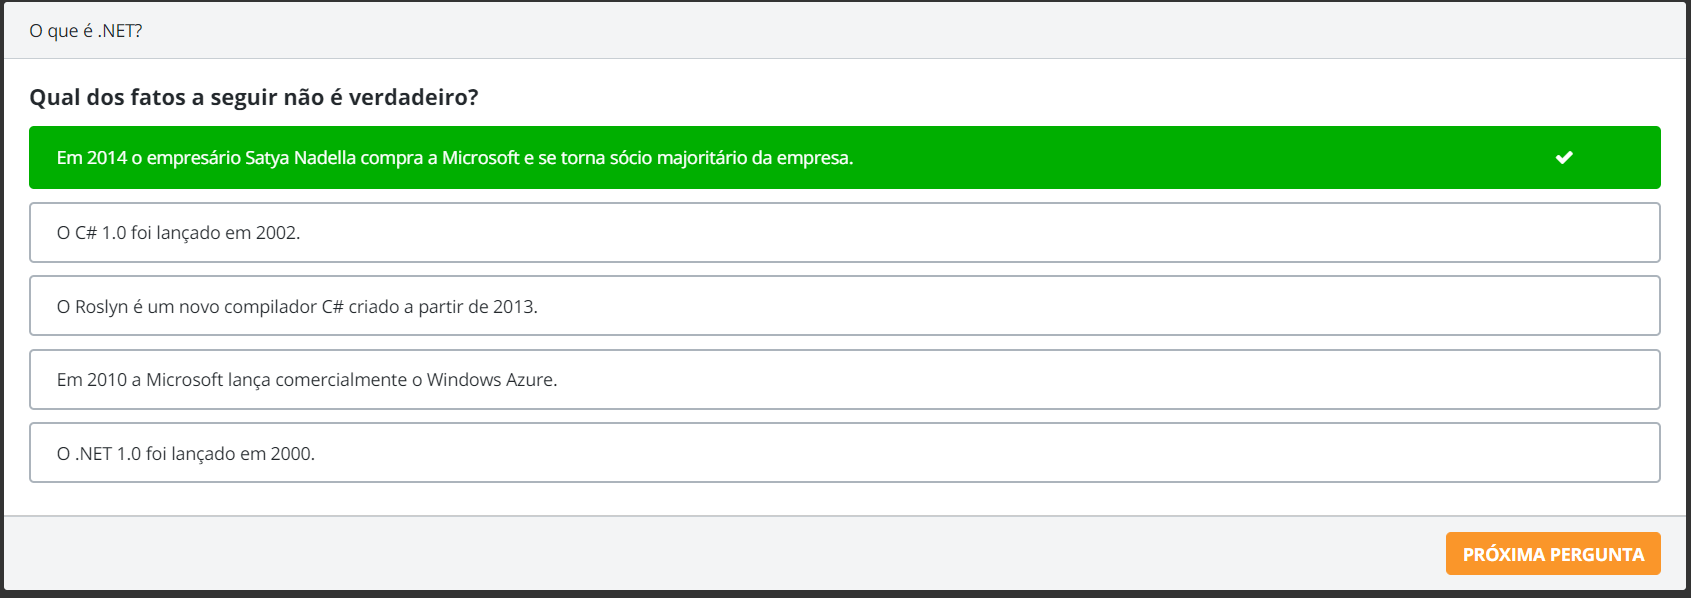 O que é .NET?
Qual dos fatos a seguir não é verdadeiro?
Em 2014 o empresário Satya Nadella compra a Microsoft e se torna sócio majoritário da empresa.
O C# 1.0 foi lançado em 2002.
O Roslyn é um novo compilador C# criado a partir de 2013.
Em 2010 a Microsoft lança comercialmente o Windows Azure.
O .NET 1.0 foi lançado em 2000.
PRÓXIMA PERGUNTA